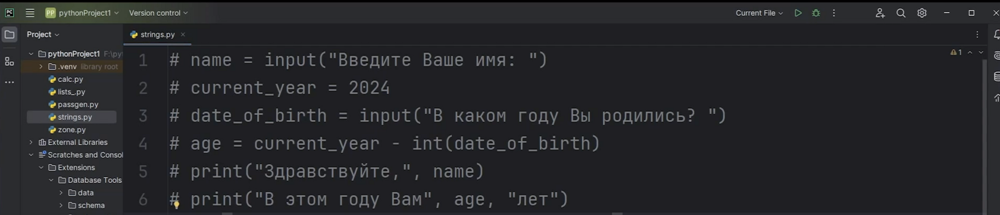 PC PP pythonProject1 Version control Current File
Project strings.py
pythonProject1 F:\py
.venv library root
calc.py
lists_.py
passgen.py
strings.py
zone.py
External Libraries
Scratches and Consol
Extensions
Database Tools
data
schema
1 # name = input("Введите Ваше имя: ")
2 # current_year = 2024
3 # date_of_birth = input("В каком году Вы родились? ")
4 # age = current_year - int(date_of_birth)
5 # print("Здравствуйте,", name)
6 # print("В этом году Вам", age, "лет")
1